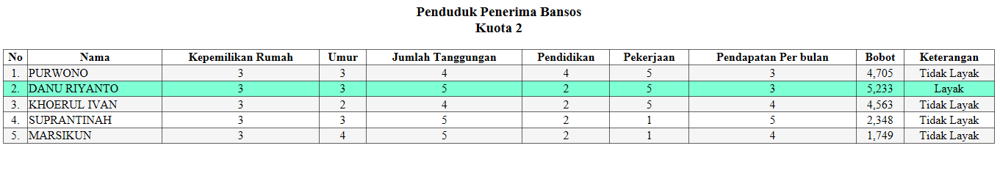 Penduduk Penerima Bansos
Kuota 2
No Nama Kepemilikan Rumah Umur Jumlah Tanggungan Pendidikan Pekerjaan Pendapatan Per bulan Bobot Keterangan
1. PURWONO 3 3 4 4 5 3 4,705 Tidak Layak
2. DANU RIYANTO 3 3 5 2 5 3 5,233 Layak
3. KHOERUL IVAN 3 2 4 2 5 4 4,563 Tidak Layak
4. SUPRANTINAH 3 3 5 2 1 5 2,348 Tidak Layak
5. MARSIKUN 3 4 5 2 1 4 1,749 Tidak Layak